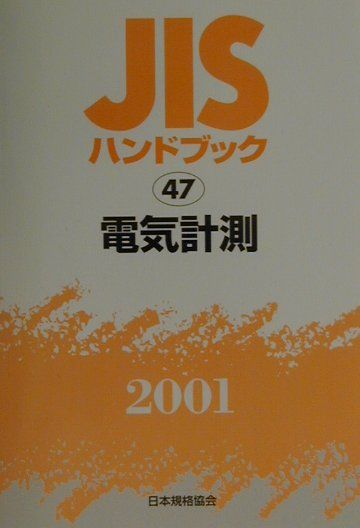 JIS
ハンドブック
47
電気計測
2001
日本規格協会